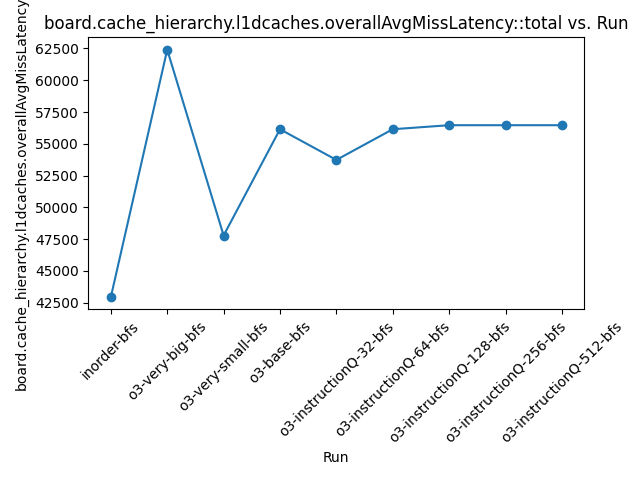 board.cache_hierarchy.l1dcaches.overallAvgMissLatency::total vs. Run
board.cache_hierarchy.l1dcaches.overallAvgMissLatency
62500
60000
57500
55000
52500
50000
47500
45000
42500
inorder-bfs
o3-very-big-bfs
o3-very-small-bfs
o3-base-bfs
o3-instructionQ-32-bfs
o3-instructionQ-64-bfs
o3-instructionQ-128-bfs
o3-instructionQ-256-bfs
o3-instructionQ-512-bfs
Run